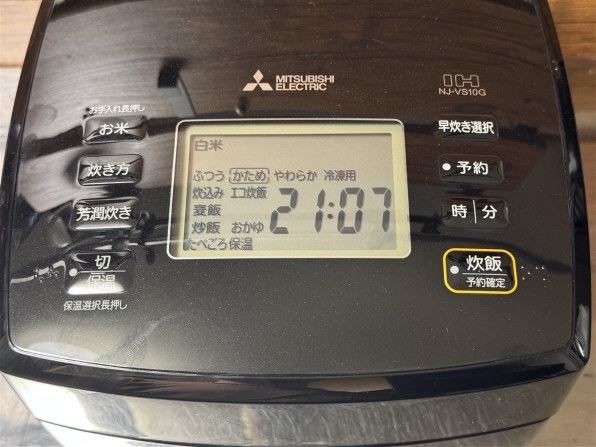 MITSUBISHI
ELECTRIC
IH
NJ-VS10G
お手入れ長押し
お米
炊き方
芳潤炊き
切
保温
保温選択長押し
白米
ふつう かため やわらか 冷凍用
炊込み エコ炊飯
麦飯
炒飯 おかゆ
たべごろ保温
21:07
早炊き選択
予約
時 分
炊飯
予約確定